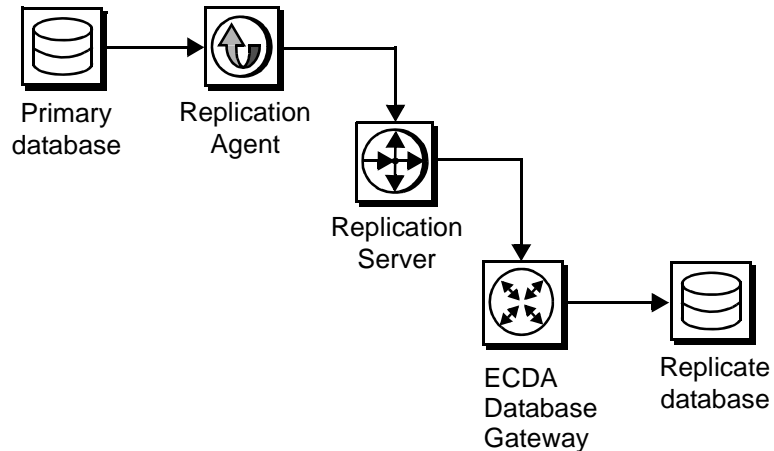 Primary
database
Replication
Agent
Replication
Server
ECDA
Database
Gateway
Replicate
database